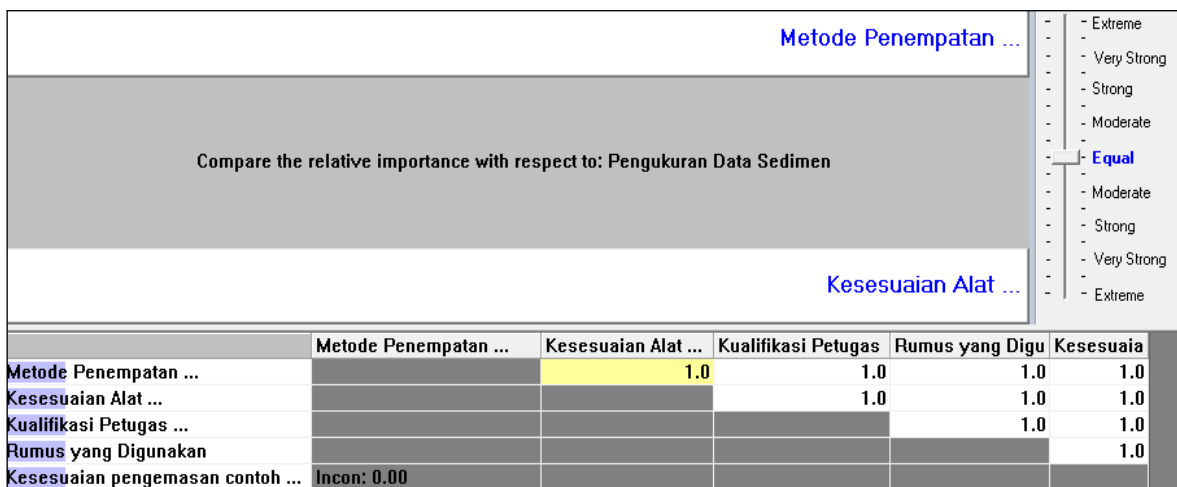 Metode Penempatan ...
Compare the relative importance with respect to: Pengukuran Data Sedimen
Kesesuaian Alat ...
- Extreme
- Very Strong
- Strong
- Moderate
- Equal
- Moderate
- Strong
- Very Strong
- Extreme
Metode Penempatan ... Kesesuaian Alat ... Kualifikasi Petugas Rumus yang Digu Kesesuaia
Metode Penempatan ... 1.0 1.0 1.0 1.0
Kesesuaian Alat ... 1.0 1.0 1.0
Kualifikasi Petugas ... 1.0 1.0
Rumus yang Digunakan 1.0
Kesesuaian pengemasan contoh ... Incon: 0.00